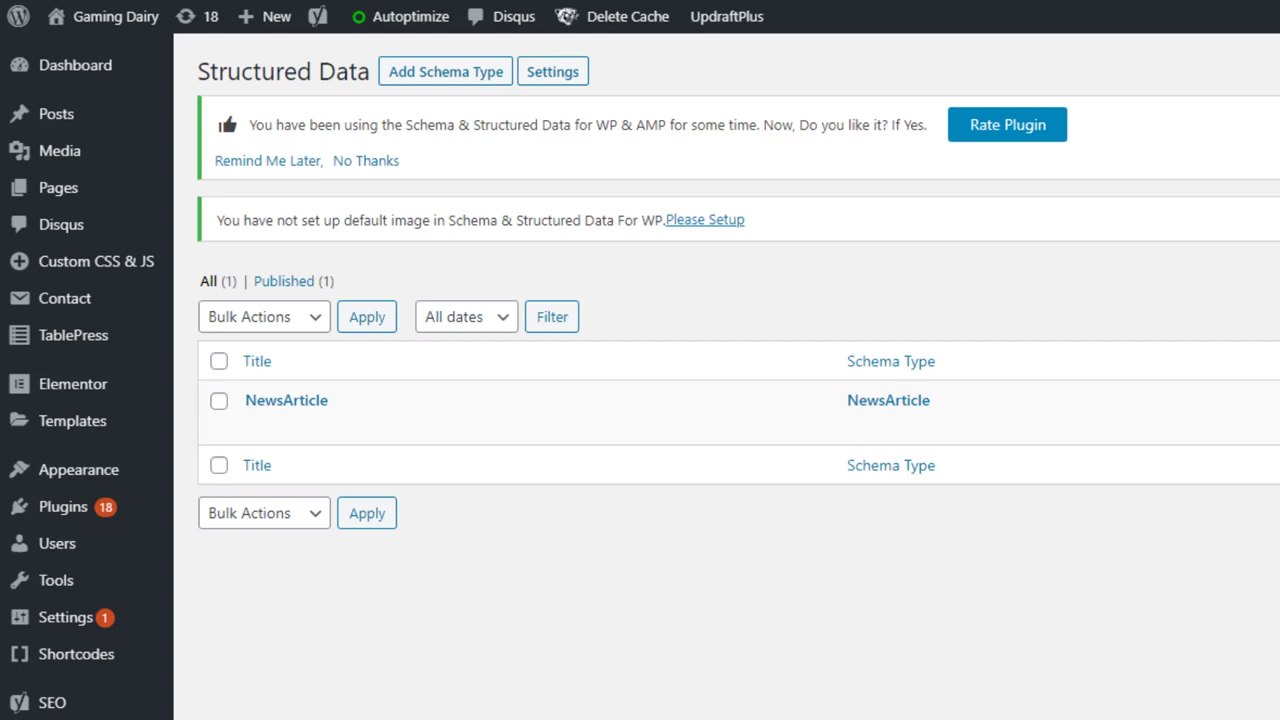 Gaming Dairy 18 New Autoptimize Disqus Delete Cache UpdraftPlus
Dashboard
Posts
Media
Pages
Disqus
Custom CSS & JS
Contact
TablePress
Elementor
Templates
Appearance
Plugins 18
Users
Tools
Settings 1
Shortcodes
SEO
Structured Data Add Schema Type Settings
You have been using the Schema & Structured Data for WP & AMP for some time. Now, Do you like it? If Yes. Rate Plugin
Remind Me Later, No Thanks
You have not set up default image in Schema & Structured Data For WP.Please Setup
All (1) | Published (1)
Bulk Actions Apply All dates Filter
Title Schema Type
NewsArticle NewsArticle
Title Schema Type
Bulk Actions Apply